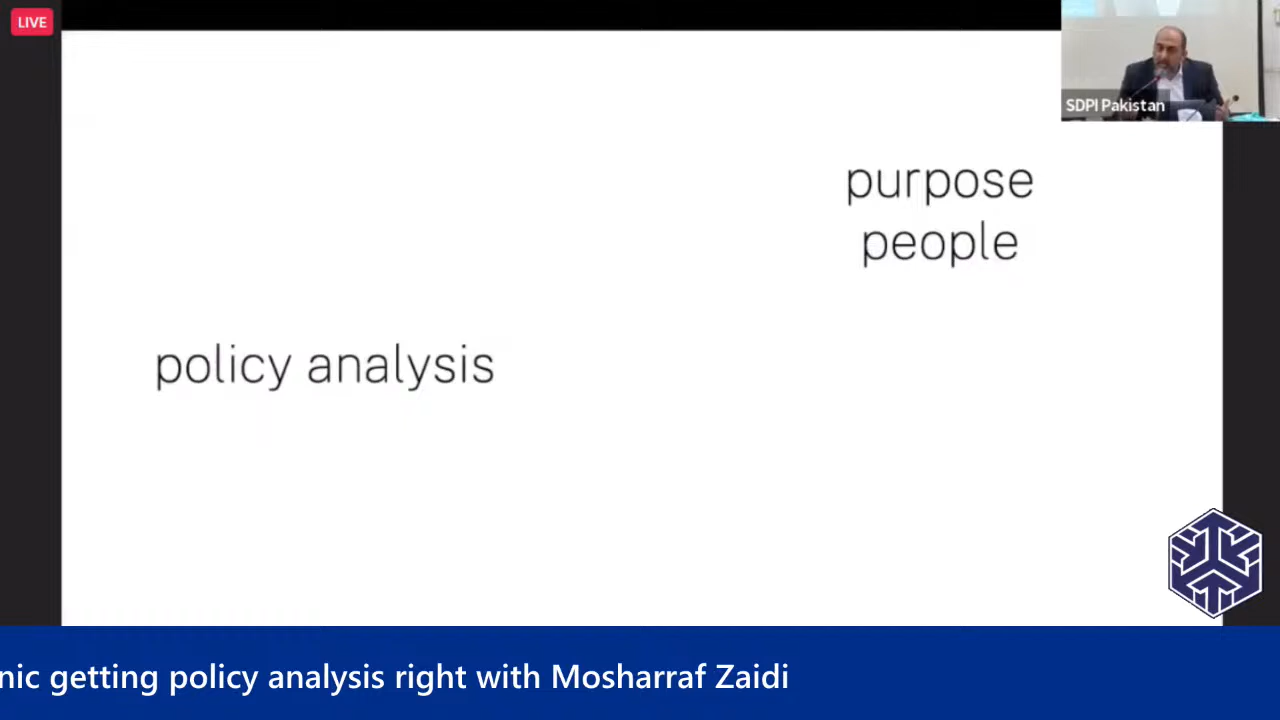 LIVE
SDPI Pakistan
purpose
people
policy analysis
nic getting policy analysis right with Mosharraf Zaidi